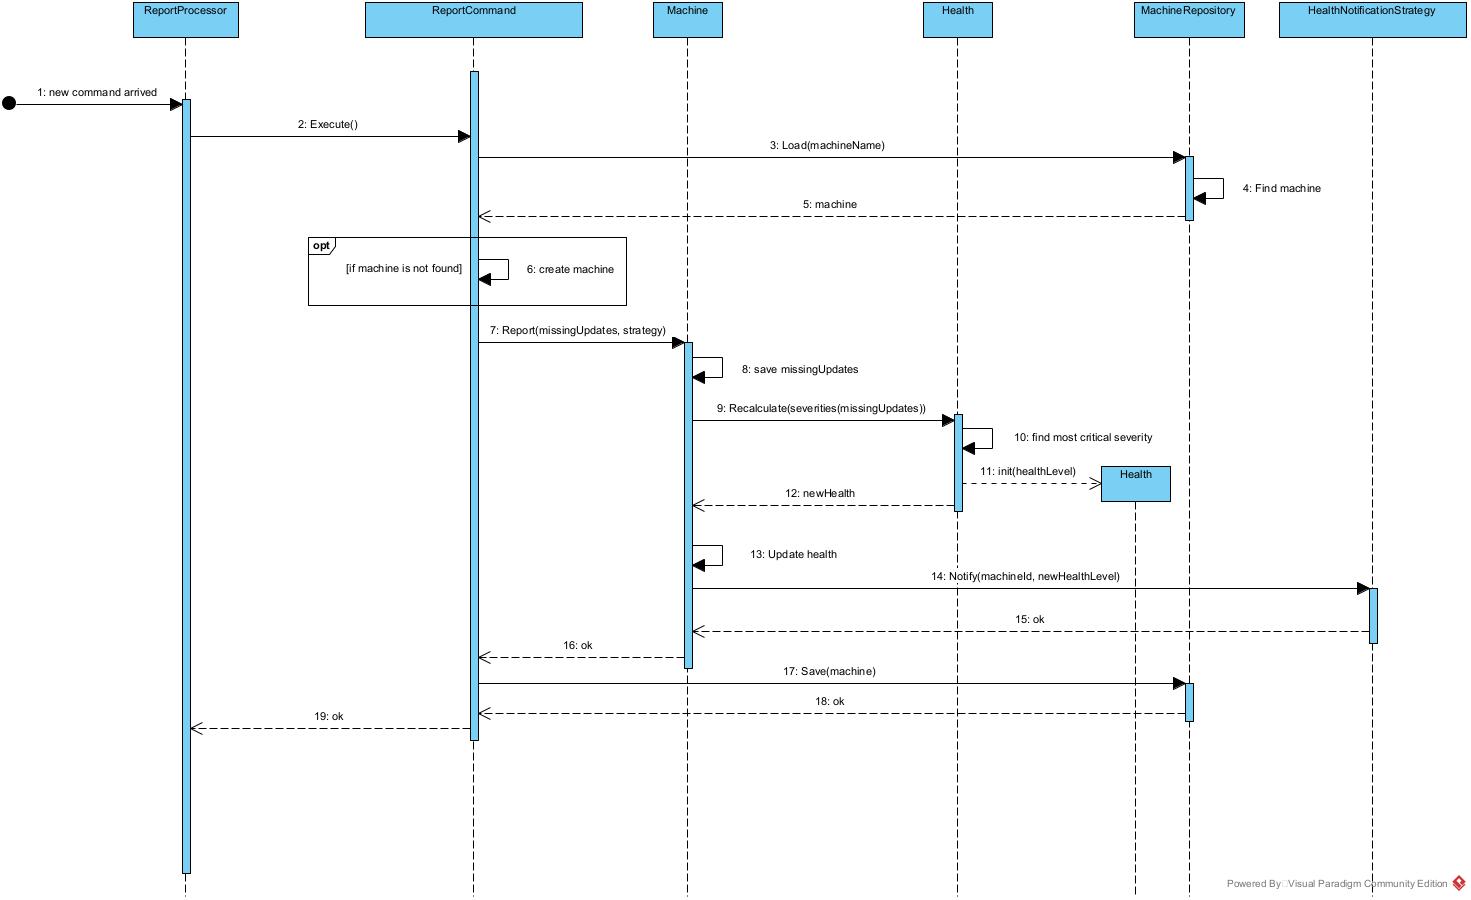 ReportProcessor
ReportCommand
Machine
Health
MachineRepository
HealthNotificationStrategy
1: new command arrived
2: Execute()
3: Load(machineName)
4: Find machine
5: machine
opt
[if machine is not found]
6: create machine
7: Report(missingUpdates, strategy)
8: save missingUpdates
9: Recalculate(severities(missingUpdates))
10: find most critical severity
11: init(healthLevel)
Health
12: newHealth
13: Update health
14: Notify(machineId, newHealthLevel)
15: ok
16: ok
17: Save(machine)
18: ok
19: ok
Powered By Visual Paradigm Community Edition